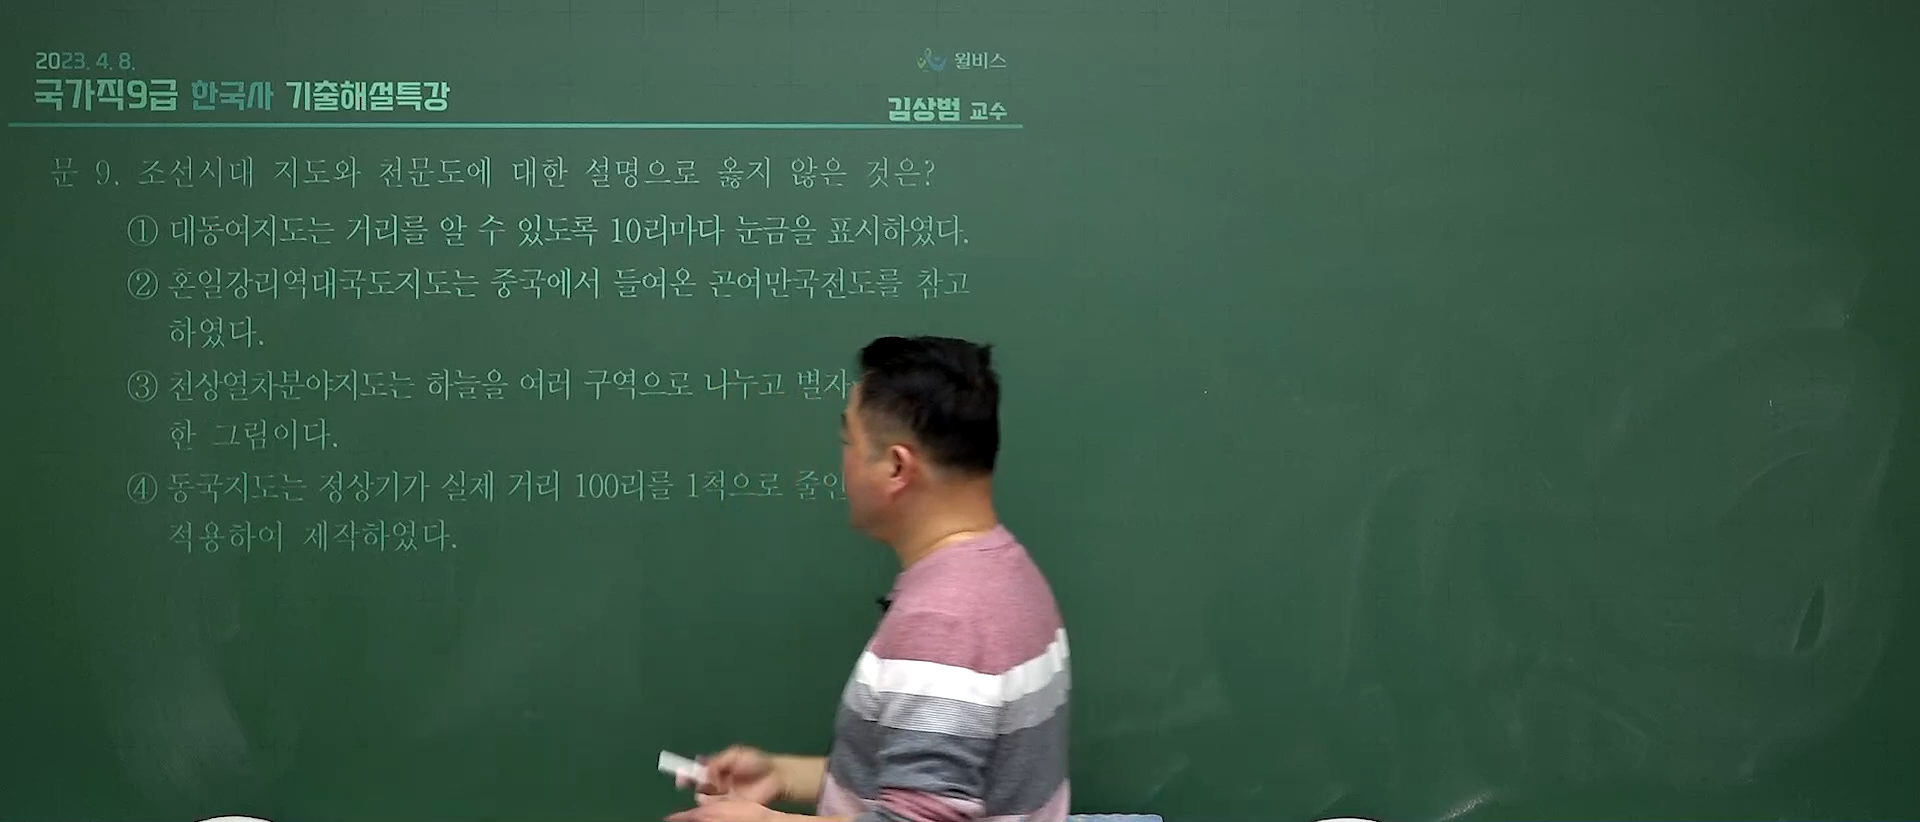 2023. 4. 8.
국가직9급 한국사 기출해설특강
윌비스
김상범 교수
문 9. 조선시대 지도와 천문도에 대한 설명으로 옳지 않은 것은?
① 대동여지도는 거리를 알 수 있도록 10리마다 눈금을 표시하였다.
② 혼일강리역대국도지도는 중국에서 들여온 곤여만국전도를 참고
하였다.
③ 천상열차분야지도는 하늘을 여러 구역으로 나누고 별자
한 그림이다.
④ 동국지도는 정상기가 실제 거리 100리를 1척으로 줄인
적용하여 제작하였다.